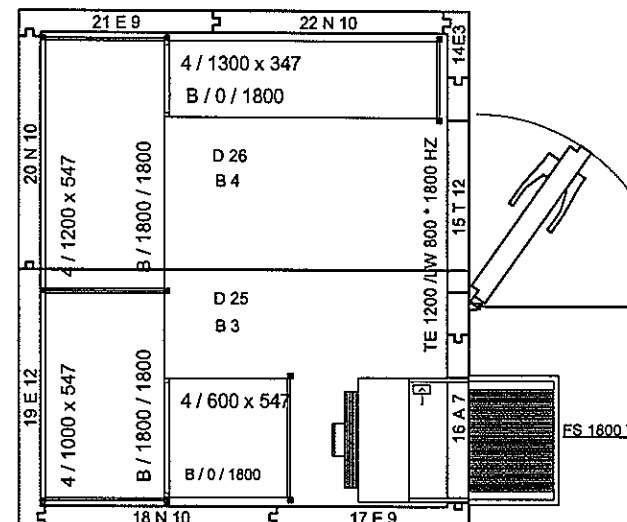 21 E 9
22 N 10
14E3
4 / 1300 x 347
B / 0 / 1800
20 N 10
4 / 1200 x 547
B / 1800 / 1800
D 26
B 4
TE 1200 /LW 800 * 1800 HZ
15 T 12
D 25
B 3
19 E 12
4 / 1000 x 547
B / 1800 / 1800
4 / 600 x 547
B / 0 / 1800
16 A 7
FS 1800
18 N 10
17 E 9